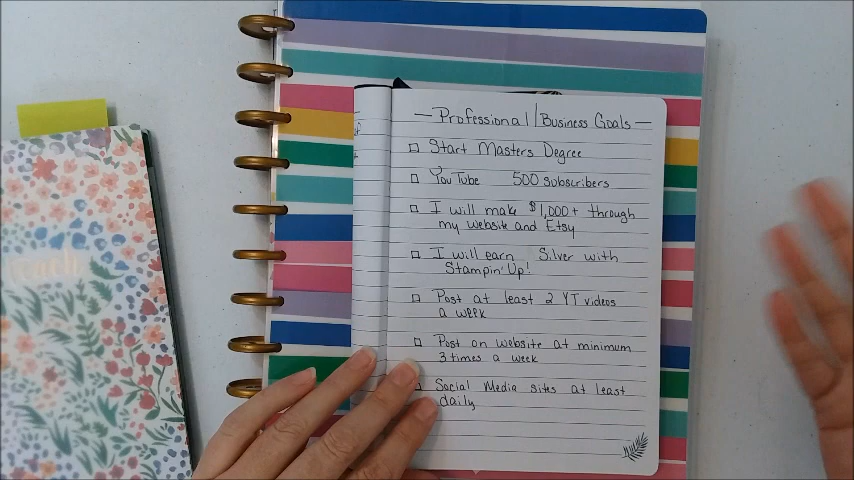 — Professional/Business Goals —
Start Masters Degree
YouTube 500 subscribers
I will make $1,000+ through
my website and Etsy
I will earn Silver with
Stampin' Up!
Post at least 2 YT videos
a week
Post on website at minimum
3 times a week
Social Media sites at least
daily